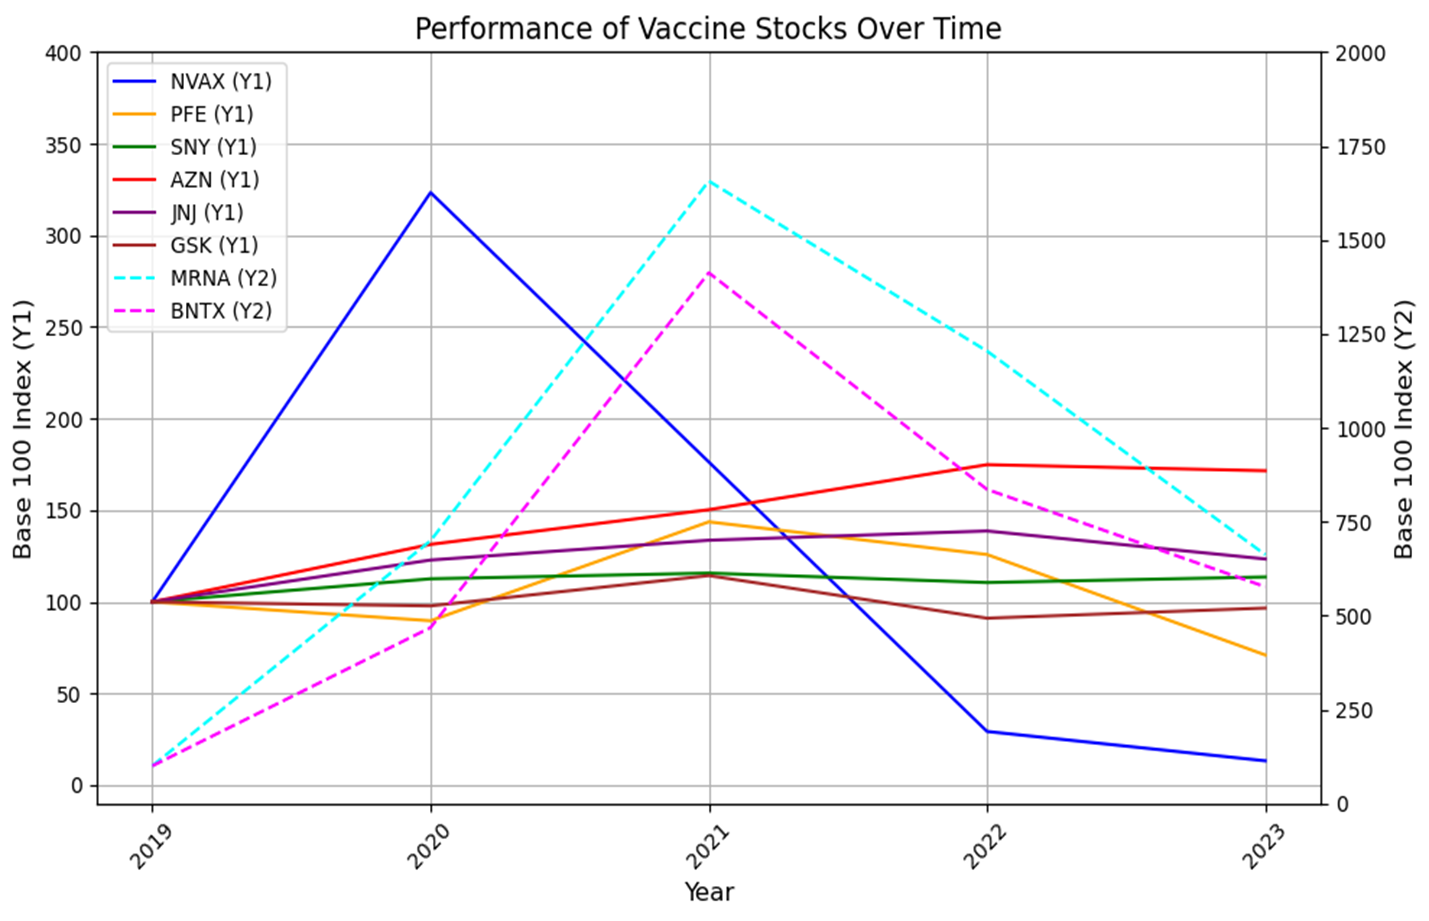 Performance of Vaccine Stocks Over Time
400
350
300
250
200
150
100
50
0
Base 100 Index (Y1)
NVAX (Y1)
PFE (Y1)
SNY (Y1)
AZN (Y1)
JNJ (Y1)
GSK (Y1)
MRNA (Y2)
BNTX (Y2)
2000
1750
1500
1250
1000
750
500
250
0
Base 100 Index (Y2)
2019
2020
2021
2022
2023
Year